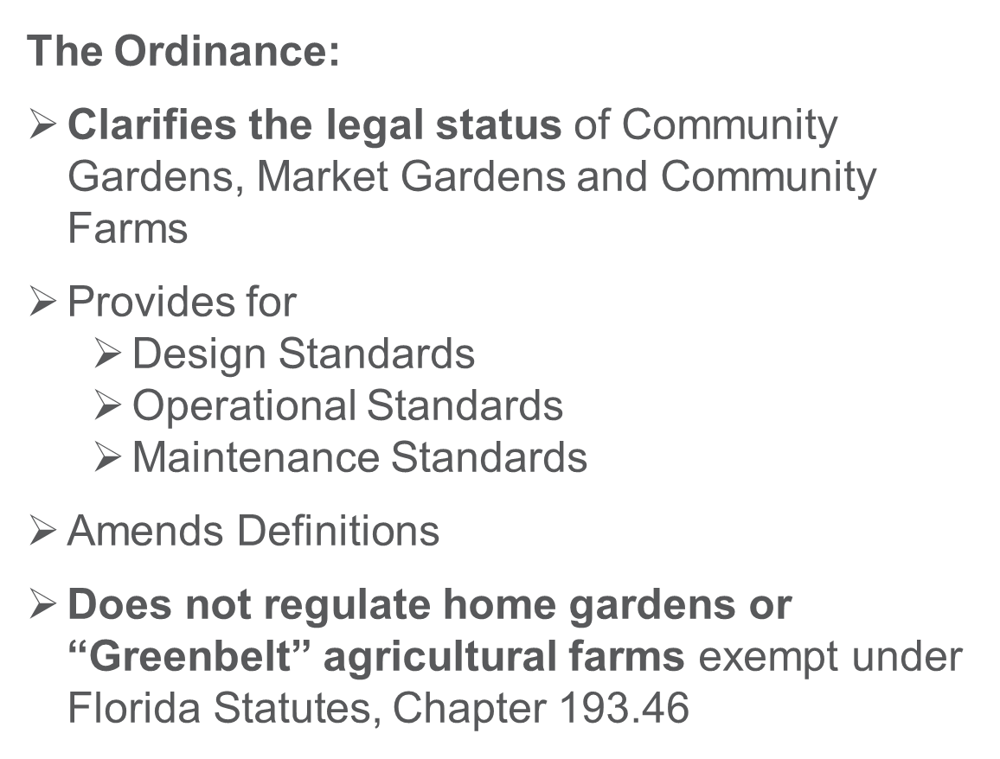 The Ordinance:
➢ Clarifies the legal status of Community
Gardens, Market Gardens and Community
Farms
➢ Provides for
➢ Design Standards
➢ Operational Standards
➢ Maintenance Standards
➢ Amends Definitions
➢ Does not regulate home gardens or
“Greenbelt” agricultural farms exempt under
Florida Statutes, Chapter 193.46